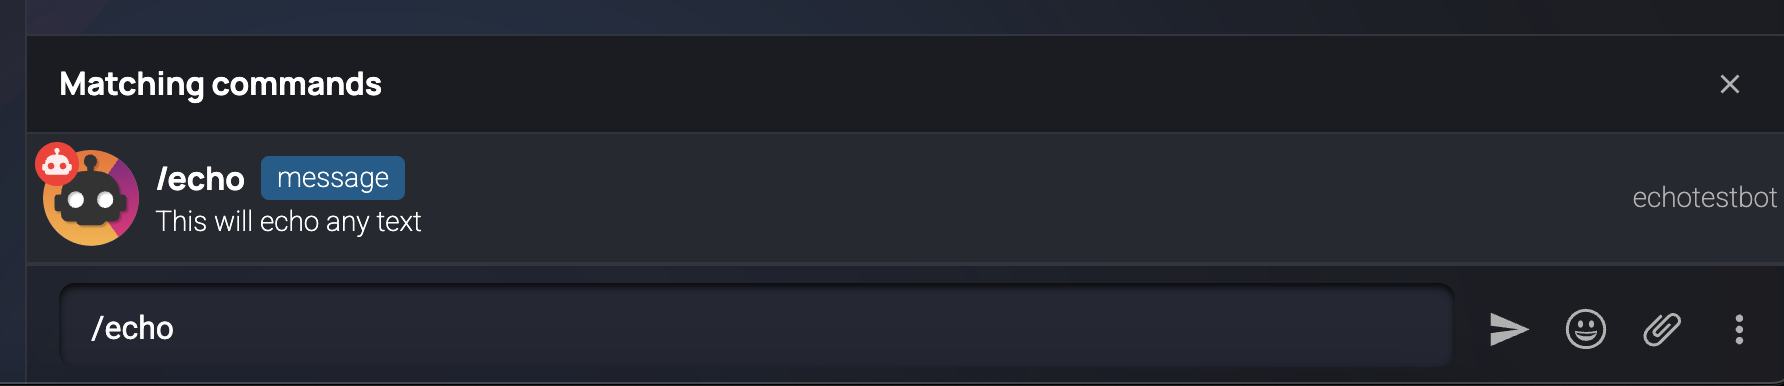 Matching commands
/echo message
This will echo any text
echotestbot
/echo